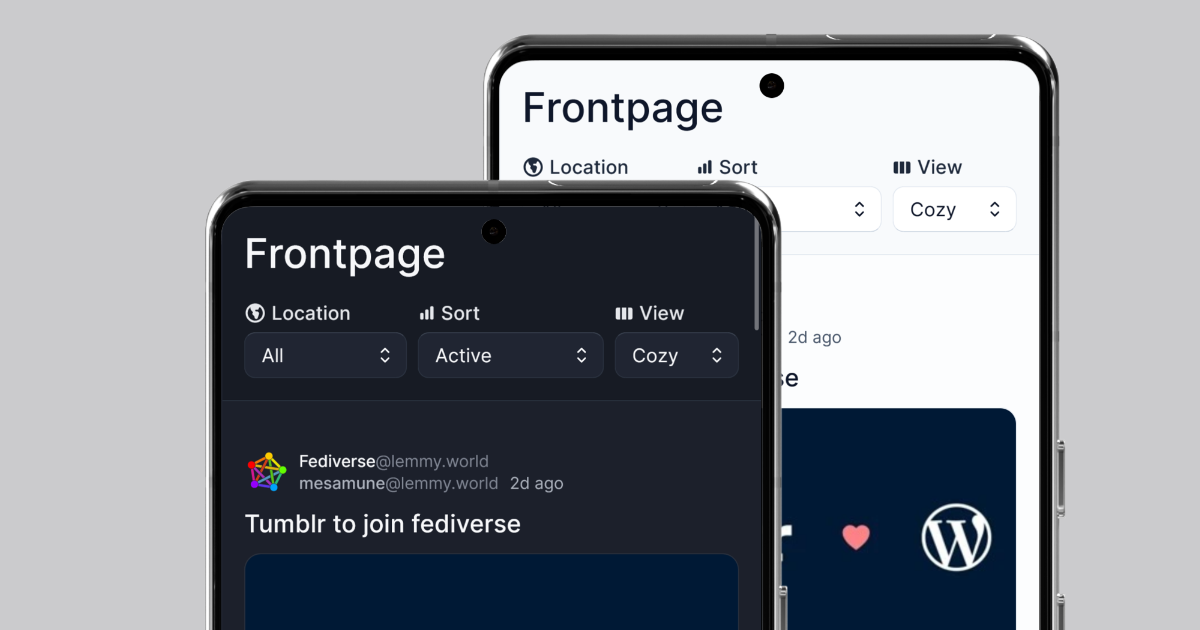 Frontpage
Location Sort View
Cozy
2d ago
Frontpage
Location Sort View
All Active Cozy
Fediverse@lemmy.world
mesamune@lemmy.world 2d ago
Tumblr to join fediverse